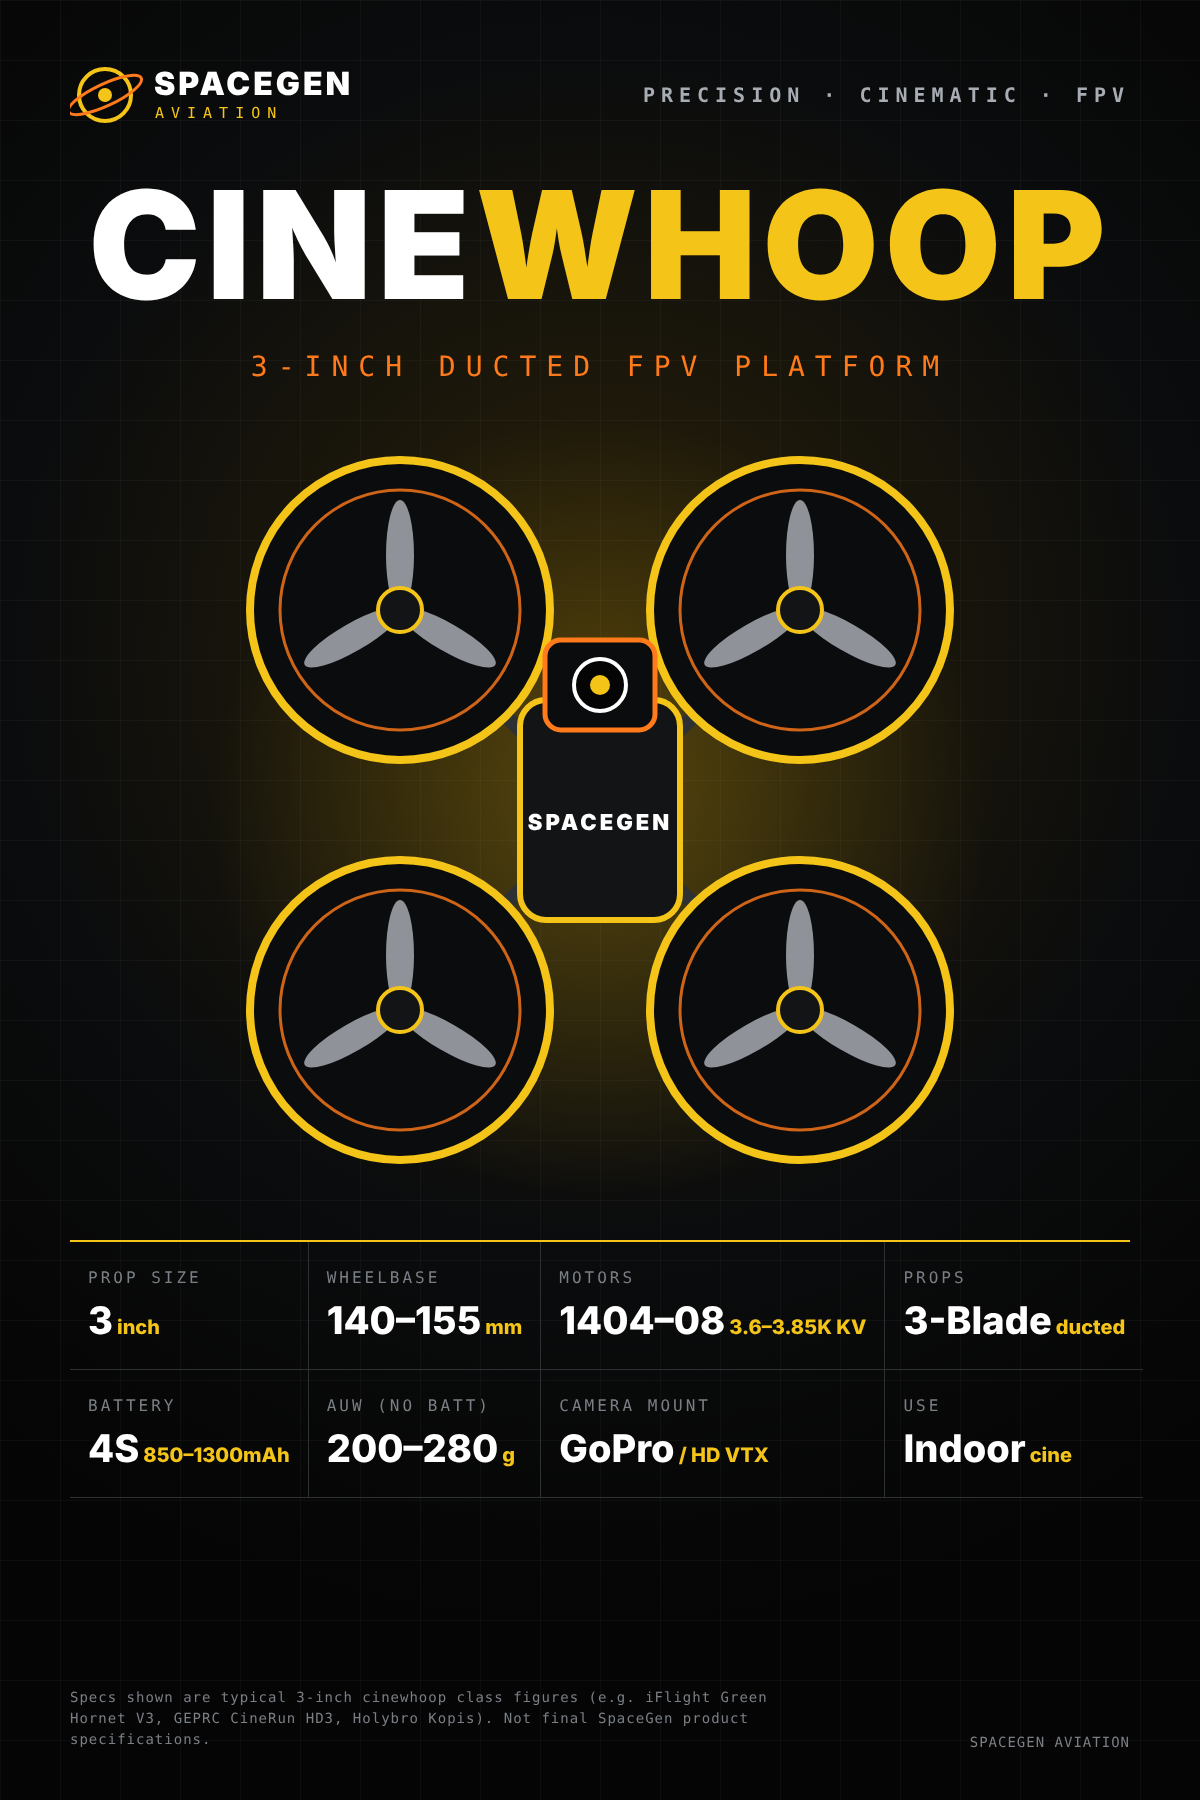 SPACEGEN
AVIATION
PRECISION · CINEMATIC · FPV
CINEWHOOP
3-INCH DUCTED FPV PLATFORM
SPACEGEN
PROP SIZE
3 inch
WHEELBASE
140–155 mm
MOTORS
1404–08 3.6–3.85K KV
PROPS
3-Blade ducted
BATTERY
4S 850–1300mAh
AUW (NO BATT)
200–280 g
CAMERA MOUNT
GoPro / HD VTX
USE
Indoor cine
Specs shown are typical 3-inch cinewhoop class figures (e.g. iFlight Green
Hornet V3, GEPRC CineRun HD3, Holybro Kopis). Not final SpaceGen product
specifications.
SPACEGEN AVIATION